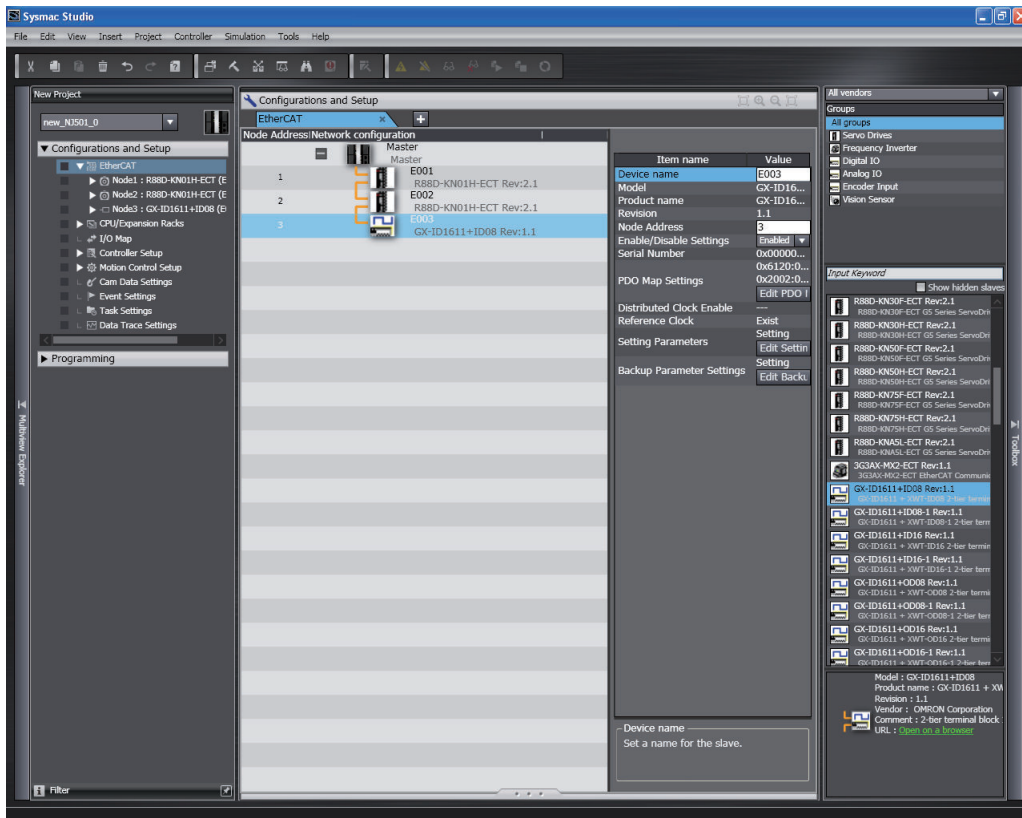 Sysmac Studio
File Edit View Insert Project Controller Simulation Tools Help
New Project
new_NJ501_0
Configurations and Setup
EtherCAT
Node1 : R88D-KN01H-ECT (E
Node2 : R88D-KN01H-ECT (E
Node3 : GX-ID1611+ID08 (E
CPU/Expansion Racks
I/O Map
Controller Setup
Motion Control Setup
Cam Data Settings
Event Settings
Task Settings
Data Trace Settings
Programming
Filter
Multiview Explorer
Configurations and Setup
EtherCAT
Node Address Network configuration
Master
Master
1 E001
R88D-KN01H-ECT Rev:2.1
2 E002
R88D-KN01H-ECT Rev:2.1
3 E003
GX-ID1611+ID08 Rev:1.1
Item name Value
Device name E003
Model GX-ID16...
Product name GX-ID16...
Revision 1.1
Node Address 3
Enable/Disable Settings Enabled
Serial Number 0x00000...
PDO Map Settings 0x6120:0...
0x2002:0...
Edit PDO
Distributed Clock Enable ---
Reference Clock Exist
Setting Parameters Setting
Edit Settin
Backup Parameter Settings Setting
Edit Backu
Device name
Set a name for the slave.
All vendors
Groups
All groups
Servo Drives
Frequency Inverter
Digital IO
Analog IO
Encoder Input
Vision Sensor
Input Keyword
Show hidden slaves
R88D-KN30F-ECT Rev:2.1
R88D-KN30F-ECT G5 Series ServoDri
R88D-KN30H-ECT Rev:2.1
R88D-KN30H-ECT G5 Series ServoDri
R88D-KN50F-ECT Rev:2.1
R88D-KN50F-ECT G5 Series ServoDri
R88D-KN50H-ECT Rev:2.1
R88D-KN50H-ECT G5 Series ServoDri
R88D-KN75F-ECT Rev:2.1
R88D-KN75F-ECT G5 Series ServoDri
R88D-KN75H-ECT Rev:2.1
R88D-KN75H-ECT G5 Series ServoDri
R88D-KNA5L-ECT Rev:2.1
R88D-KNA5L-ECT G5 Series ServoDri
3G3AX-MX2-ECT Rev:1.1
3G3AX-MX2-ECT EtherCAT Communic
GX-ID1611+ID08 Rev:1.1
GX-ID1611 + XWT-ID08 2-tier termin
GX-ID1611+ID08-1 Rev:1.1
GX-ID1611 + XWT-ID08-1 2-tier term
GX-ID1611+ID16 Rev:1.1
GX-ID1611 + XWT-ID16 2-tier termin
GX-ID1611+ID16-1 Rev:1.1
GX-ID1611 + XWT-ID16-1 2-tier term
GX-ID1611+OD08 Rev:1.1
GX-ID1611 + XWT-OD08 2-tier termi
GX-ID1611+OD08-1 Rev:1.1
GX-ID1611 + XWT-OD08-1 2-tier ter
GX-ID1611+OD16 Rev:1.1
GX-ID1611 + XWT-OD16 2-tier termi
GX-ID1611+OD16-1 Rev:1.1
GX-ID1611 + XWT-OD16-1 2-tier ter
Model : GX-ID1611+ID08
Product name : GX-ID1611 + XW
Revision : 1.1
Vendor : OMRON Corporation
Comment : 2-tier terminal block
URL : Open on a browser
Toolbox